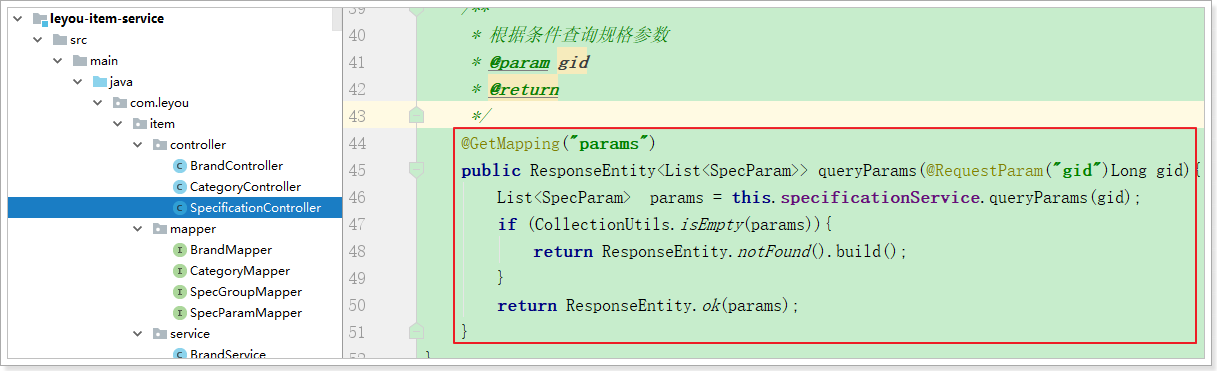 leyou-item-service
src
main
java
com.leyou
item
controller
BrandController
CategoryController
SpecificationController
mapper
BrandMapper
CategoryMapper
SpecGroupMapper
SpecParamMapper
service
BrandService
39 /**
40 * 根据条件查询规格参数
41 * @param gid
42 * @return
43 */
44 @GetMapping("params")
45 public ResponseEntity<List<SpecParam>> queryParams(@RequestParam("gid")Long gid){
46 List<SpecParam> params = this.specificationService.queryParams(gid);
47 if (CollectionUtils.isEmpty(params)){
48 return ResponseEntity.notFound().build();
49 }
50 return ResponseEntity.ok(params);
51 }
52 }